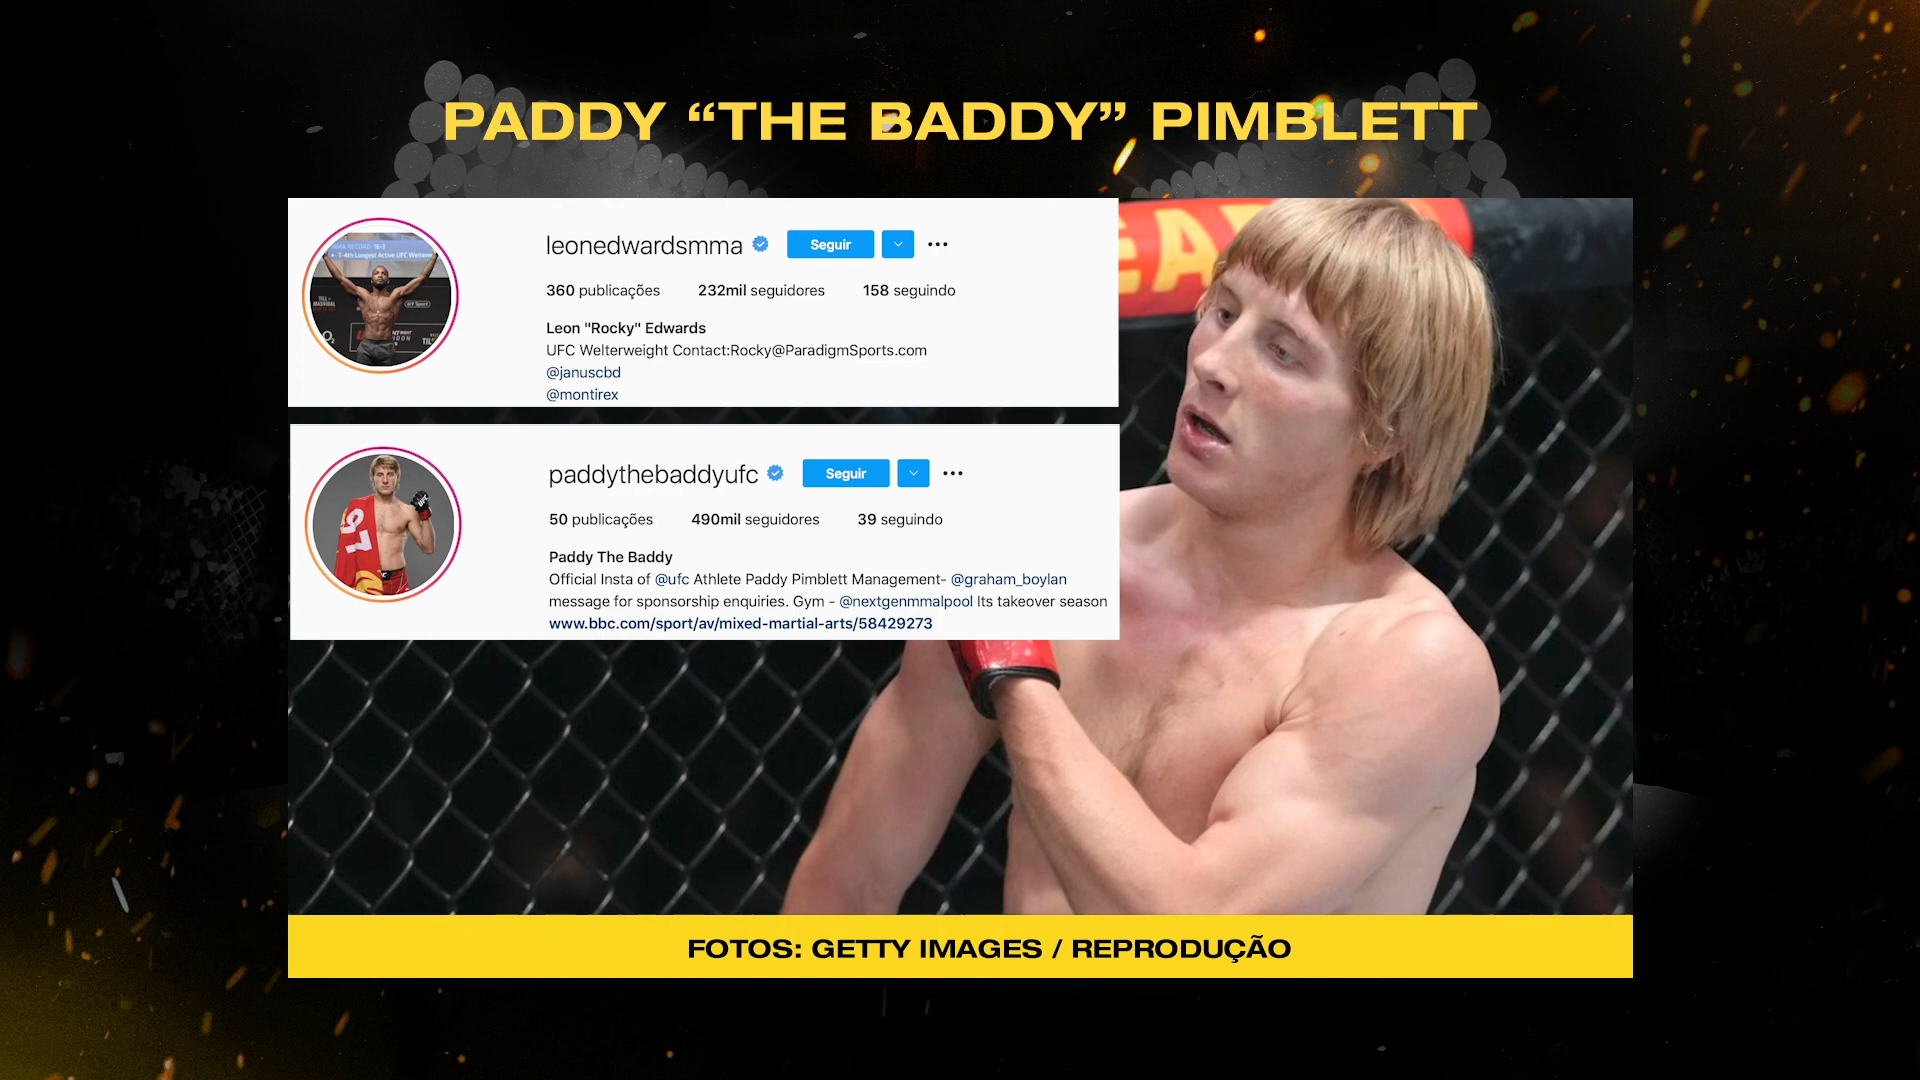 PADDY “THE BADDY” PIMBLETT
leonedwardsmma Seguir
360 publicações 232mil seguidores 158 seguindo
Leon "Rocky" Edwards
UFC Welterweight Contact:Rocky@ParadigmSports.com
@januscbd
@montirex
paddythebaddyufc Seguir
50 publicações 490mil seguidores 39 seguindo
Paddy The Baddy
Official Insta of @ufc Athlete Paddy Pimblett Management- @graham_boylan
message for sponsorship enquiries. Gym - @nextgenmmalpool Its takeover season
www.bbc.com/sport/av/mixed-martial-arts/58429273
FOTOS: GETTY IMAGES / REPRODUÇÃO